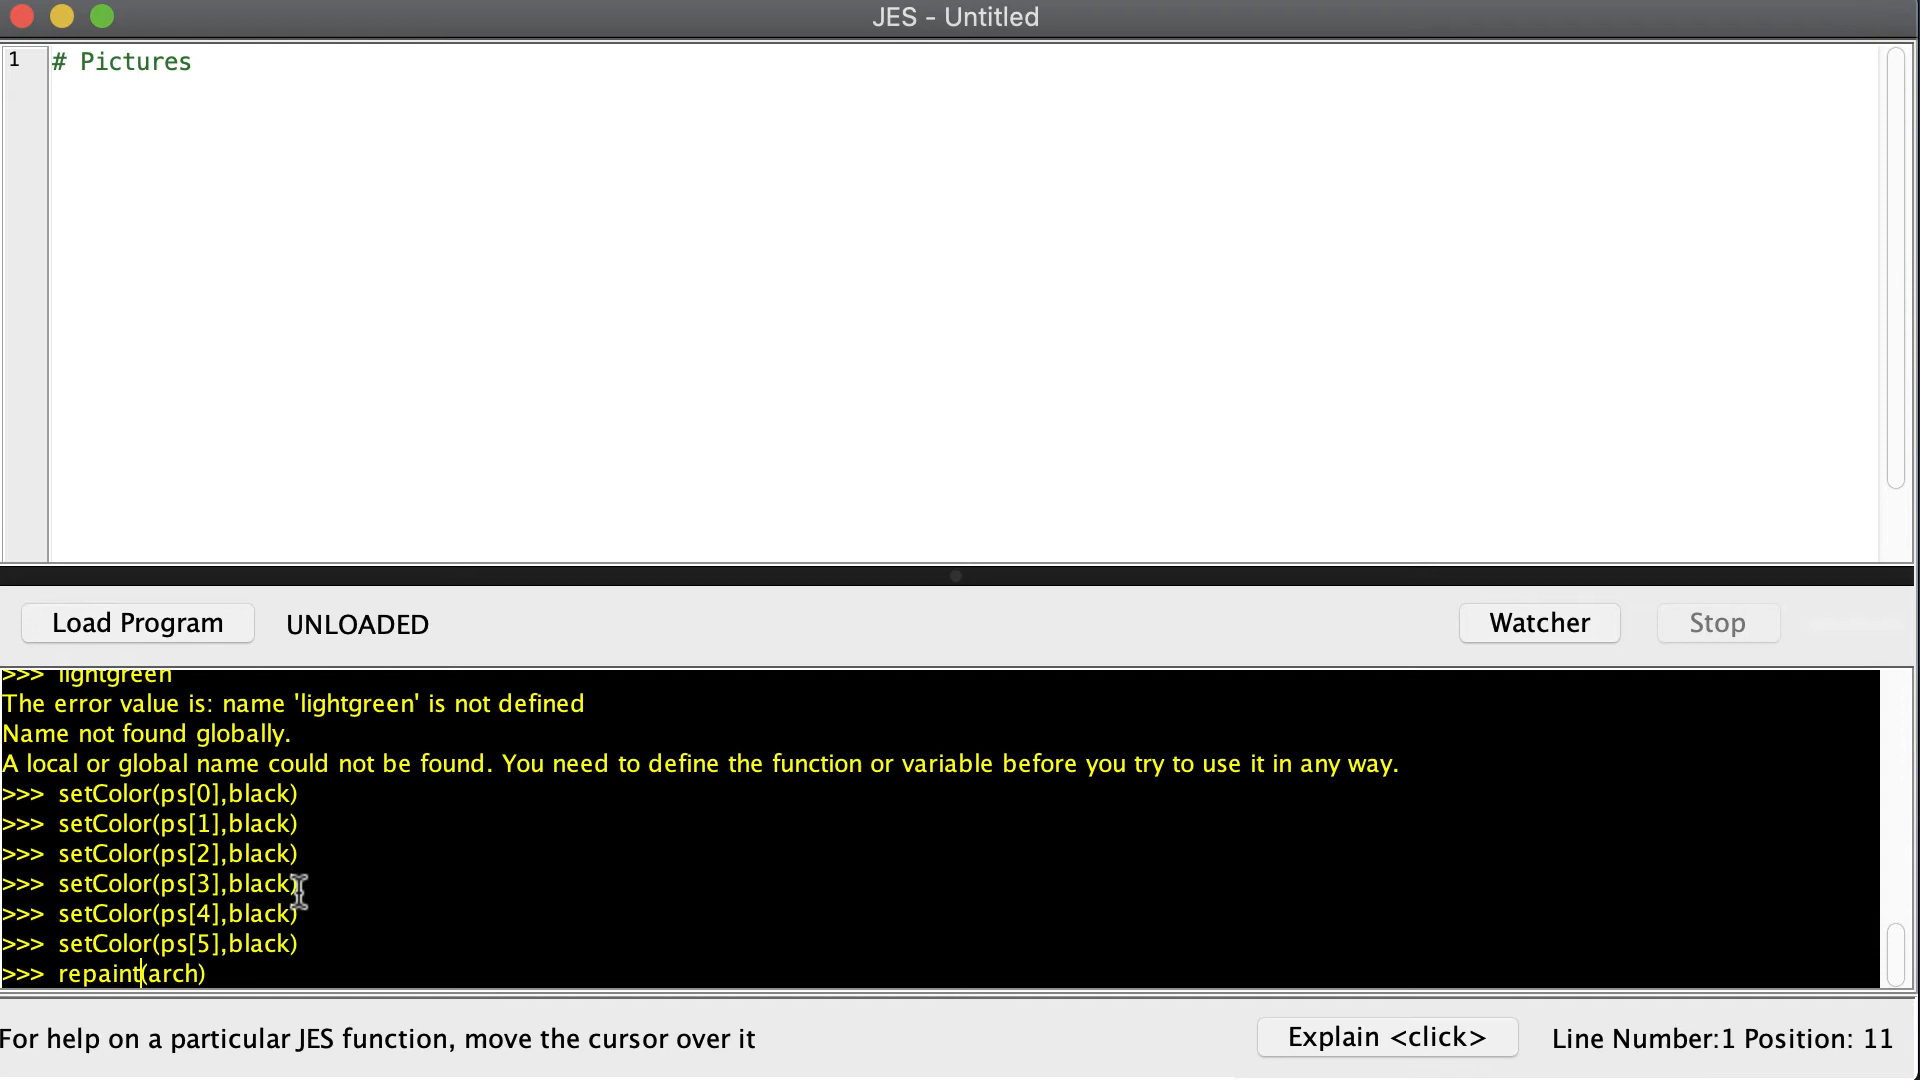 JES - Untitled
1 # Pictures
Load Program UNLOADED Watcher Stop
>>> lightgreen
The error value is: name 'lightgreen' is not defined
Name not found globally.
A local or global name could not be found. You need to define the function or variable before you try to use it in any way.
>>> setColor(ps[0],black)
>>> setColor(ps[1],black)
>>> setColor(ps[2],black)
>>> setColor(ps[3],black)
>>> setColor(ps[4],black)
>>> setColor(ps[5],black)
>>> repaint(arch)
For help on a particular JES function, move the cursor over it Explain <click> Line Number:1 Position: 11